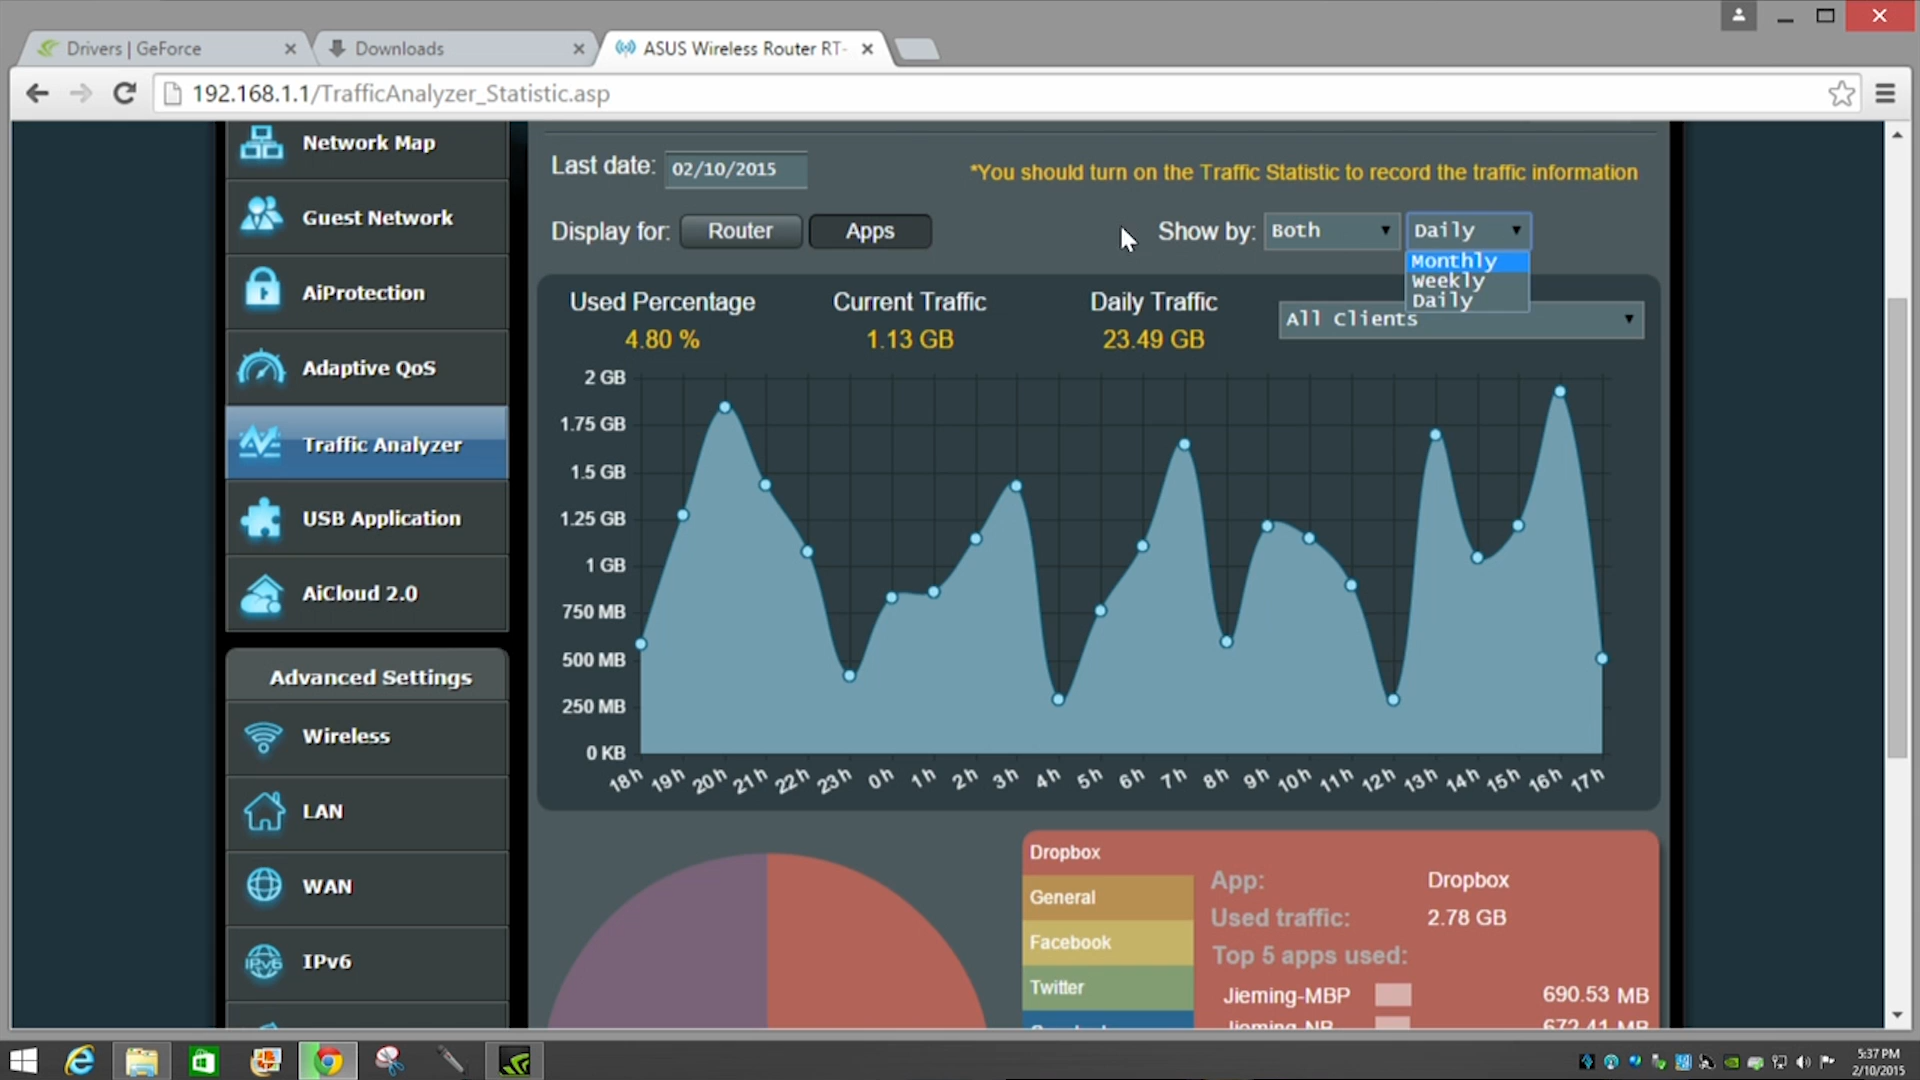 Drivers | GeForce
Downloads
ASUS Wireless Router RT-
192.168.1.1/TrafficAnalyzer_Statistic.asp
Network Map
Guest Network
AiProtection
Adaptive QoS
Traffic Analyzer
USB Application
AiCloud 2.0
Advanced Settings
Wireless
LAN
WAN
IPv6
Last date: 02/10/2015
*You should turn on the Traffic Statistic to record the traffic information
Display for: Router Apps
Show by: Both Daily
Monthly
Weekly
Daily
Used Percentage Current Traffic Daily Traffic
4.80 % 1.13 GB 23.49 GB
All Clients
2 GB
1.75 GB
1.5 GB
1.25 GB
1 GB
750 MB
500 MB
250 MB
0 KB
18h 19h 20h 21h 22h 23h 0h 1h 2h 3h 4h 5h 6h 7h 8h 9h 10h 11h 12h 13h 14h 15h 16h 17h
Dropbox
General
Facebook
Twitter
App: Dropbox
Used traffic: 2.78 GB
Top 5 apps used:
Jieming-MBP 690.53 MB
Jieming-NB 672.41 MB
5:37 PM
2/10/2015